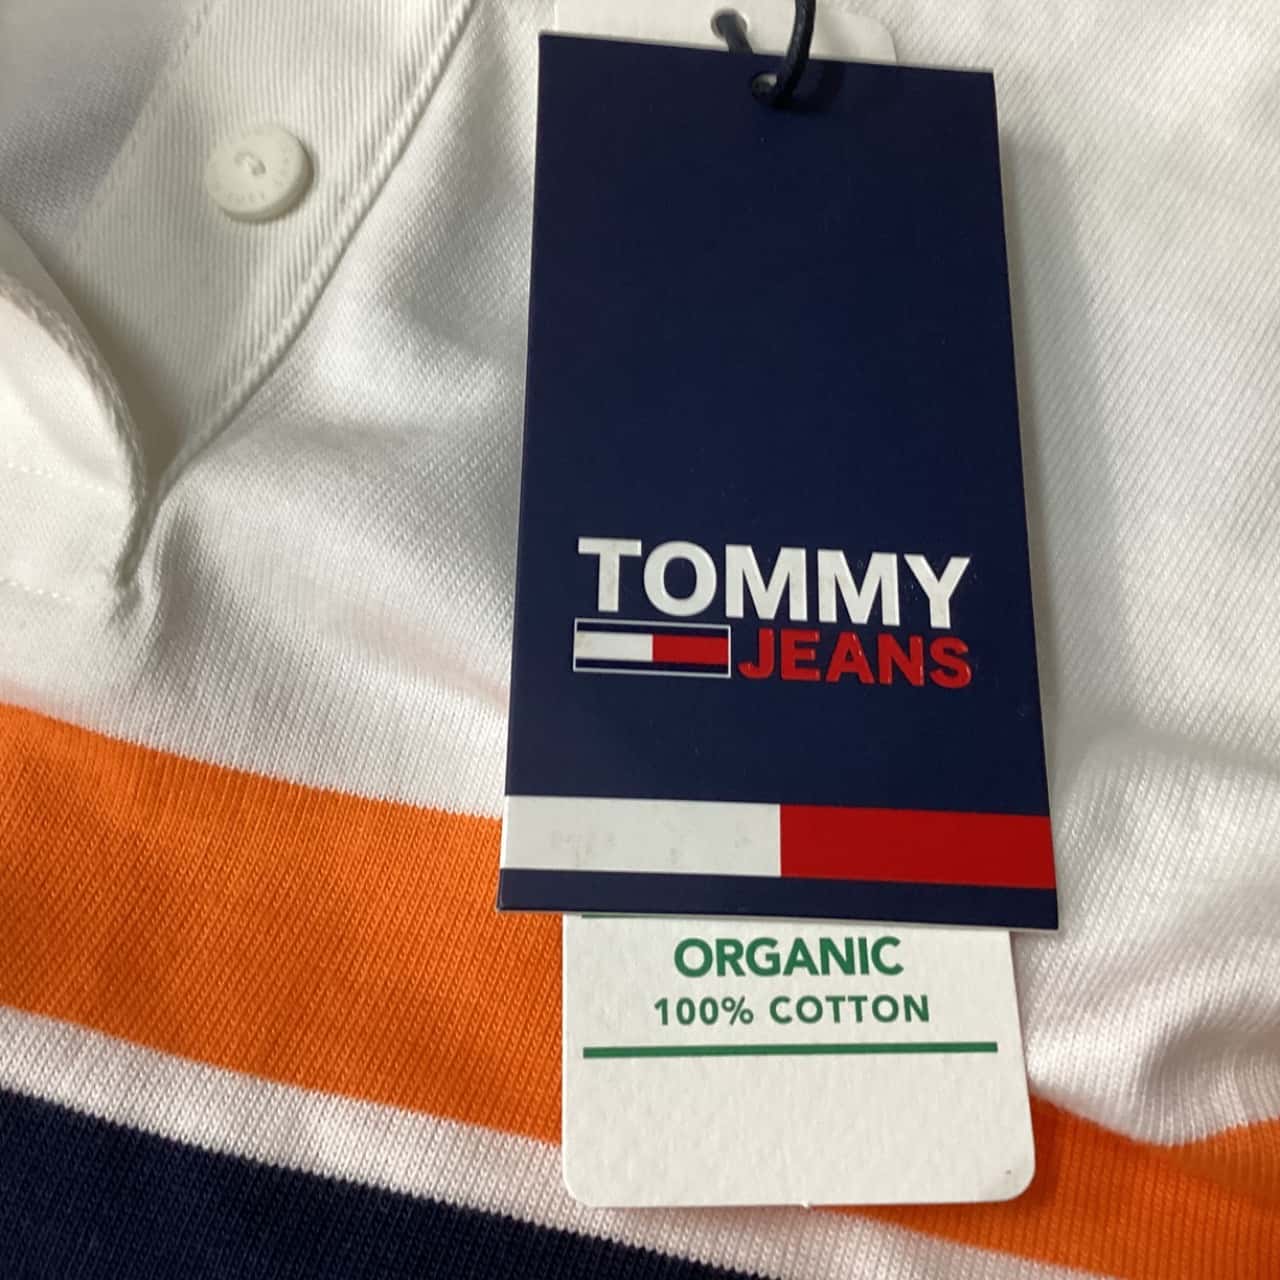 TOMMY
JEANS
ORGANIC
100% COTTON